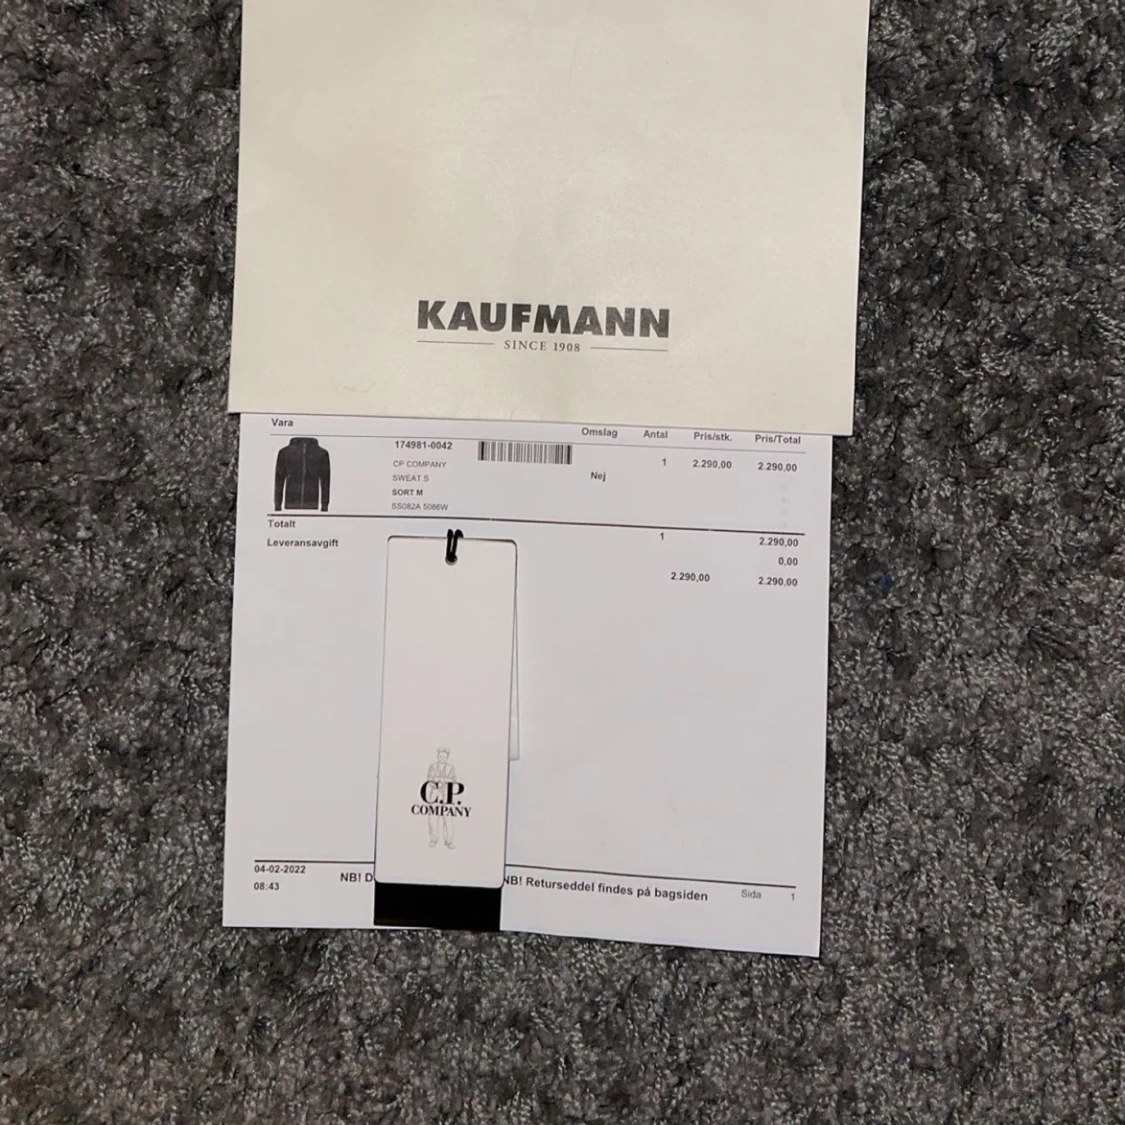 KAUFMANN
SINCE 1908
Vara Omslag Antal Pris/stk. Pris/Total
174981-0042 1 2.290,00 2.290,00
CP COMPANY
SWEAT.S Nej
SORT M
SS082A 5086W
Totalt 1 2.290,00
Leveransavgift 0,00
2.290,00 2.290,00
C.P.
COMPANY
04-02-2022
08:43
NB! D NB! Returseddel findes på bagsiden Sida 1